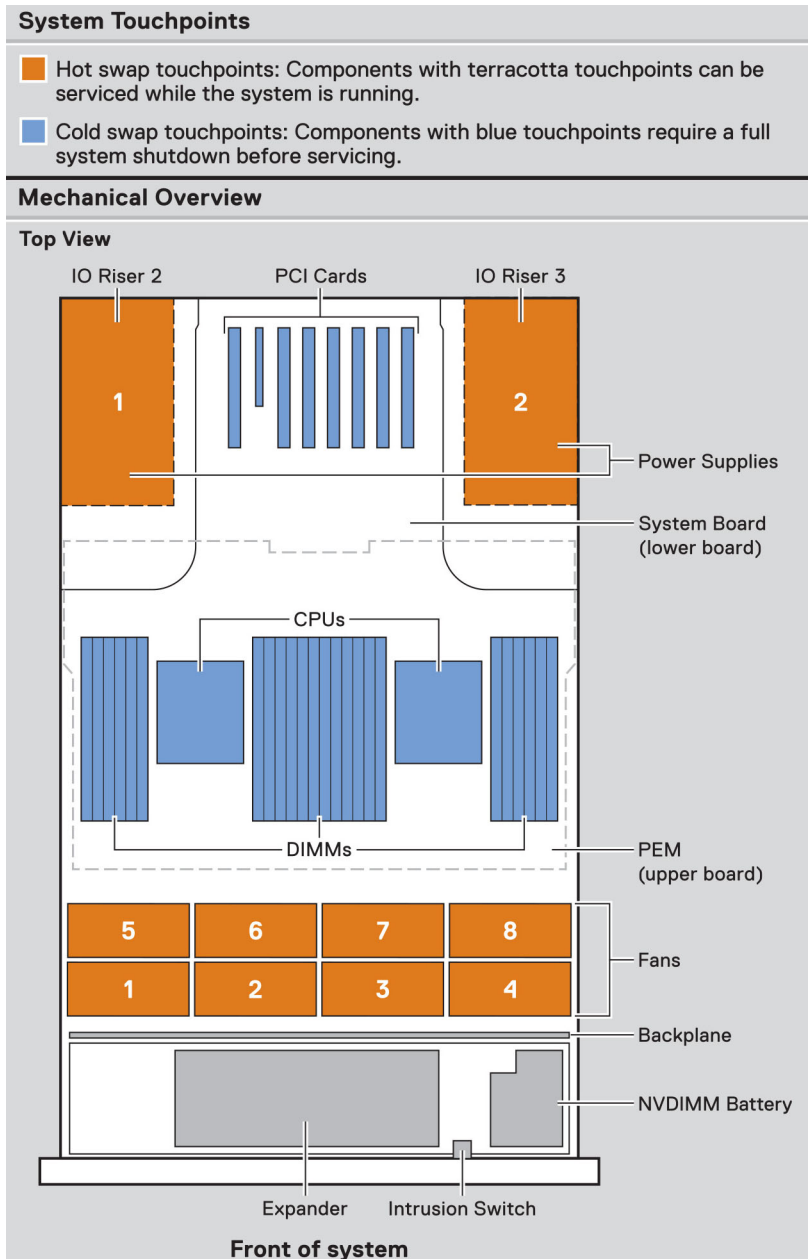 System Touchpoints
Hot swap touchpoints: Components with terracotta touchpoints can be
serviced while the system is running.
Cold swap touchpoints: Components with blue touchpoints require a full
system shutdown before servicing.
Mechanical Overview
Top View
IO Riser 2
PCI Cards
IO Riser 3
1
2
Power Supplies
System Board
(lower board)
CPUs
DIMMs
PEM
(upper board)
5
6
7
8
Fans
1
2
3
4
Backplane
NVDIMM Battery
Expander
Intrusion Switch
Front of system